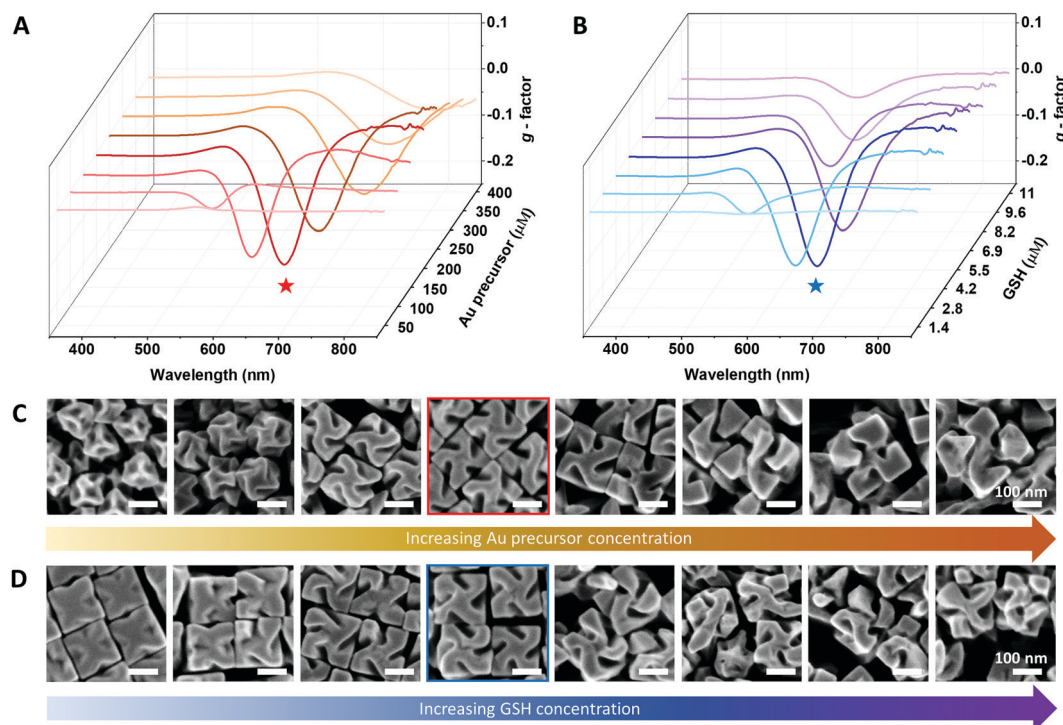 A
0.1
0.0
-0.1
-0.2
g - factor
400
350
300
250
200
150
100
50
Au precursor (μM)
400
500
600
700
800
Wavelength (nm)
B
0.1
0.0
-0.1
-0.2
g - factor
11
9.6
8.2
6.9
5.5
4.2
2.8
1.4
GSH (μM)
400
500
600
700
800
Wavelength (nm)
C
100 nm
Increasing Au precursor concentration
D
100 nm
Increasing GSH concentration